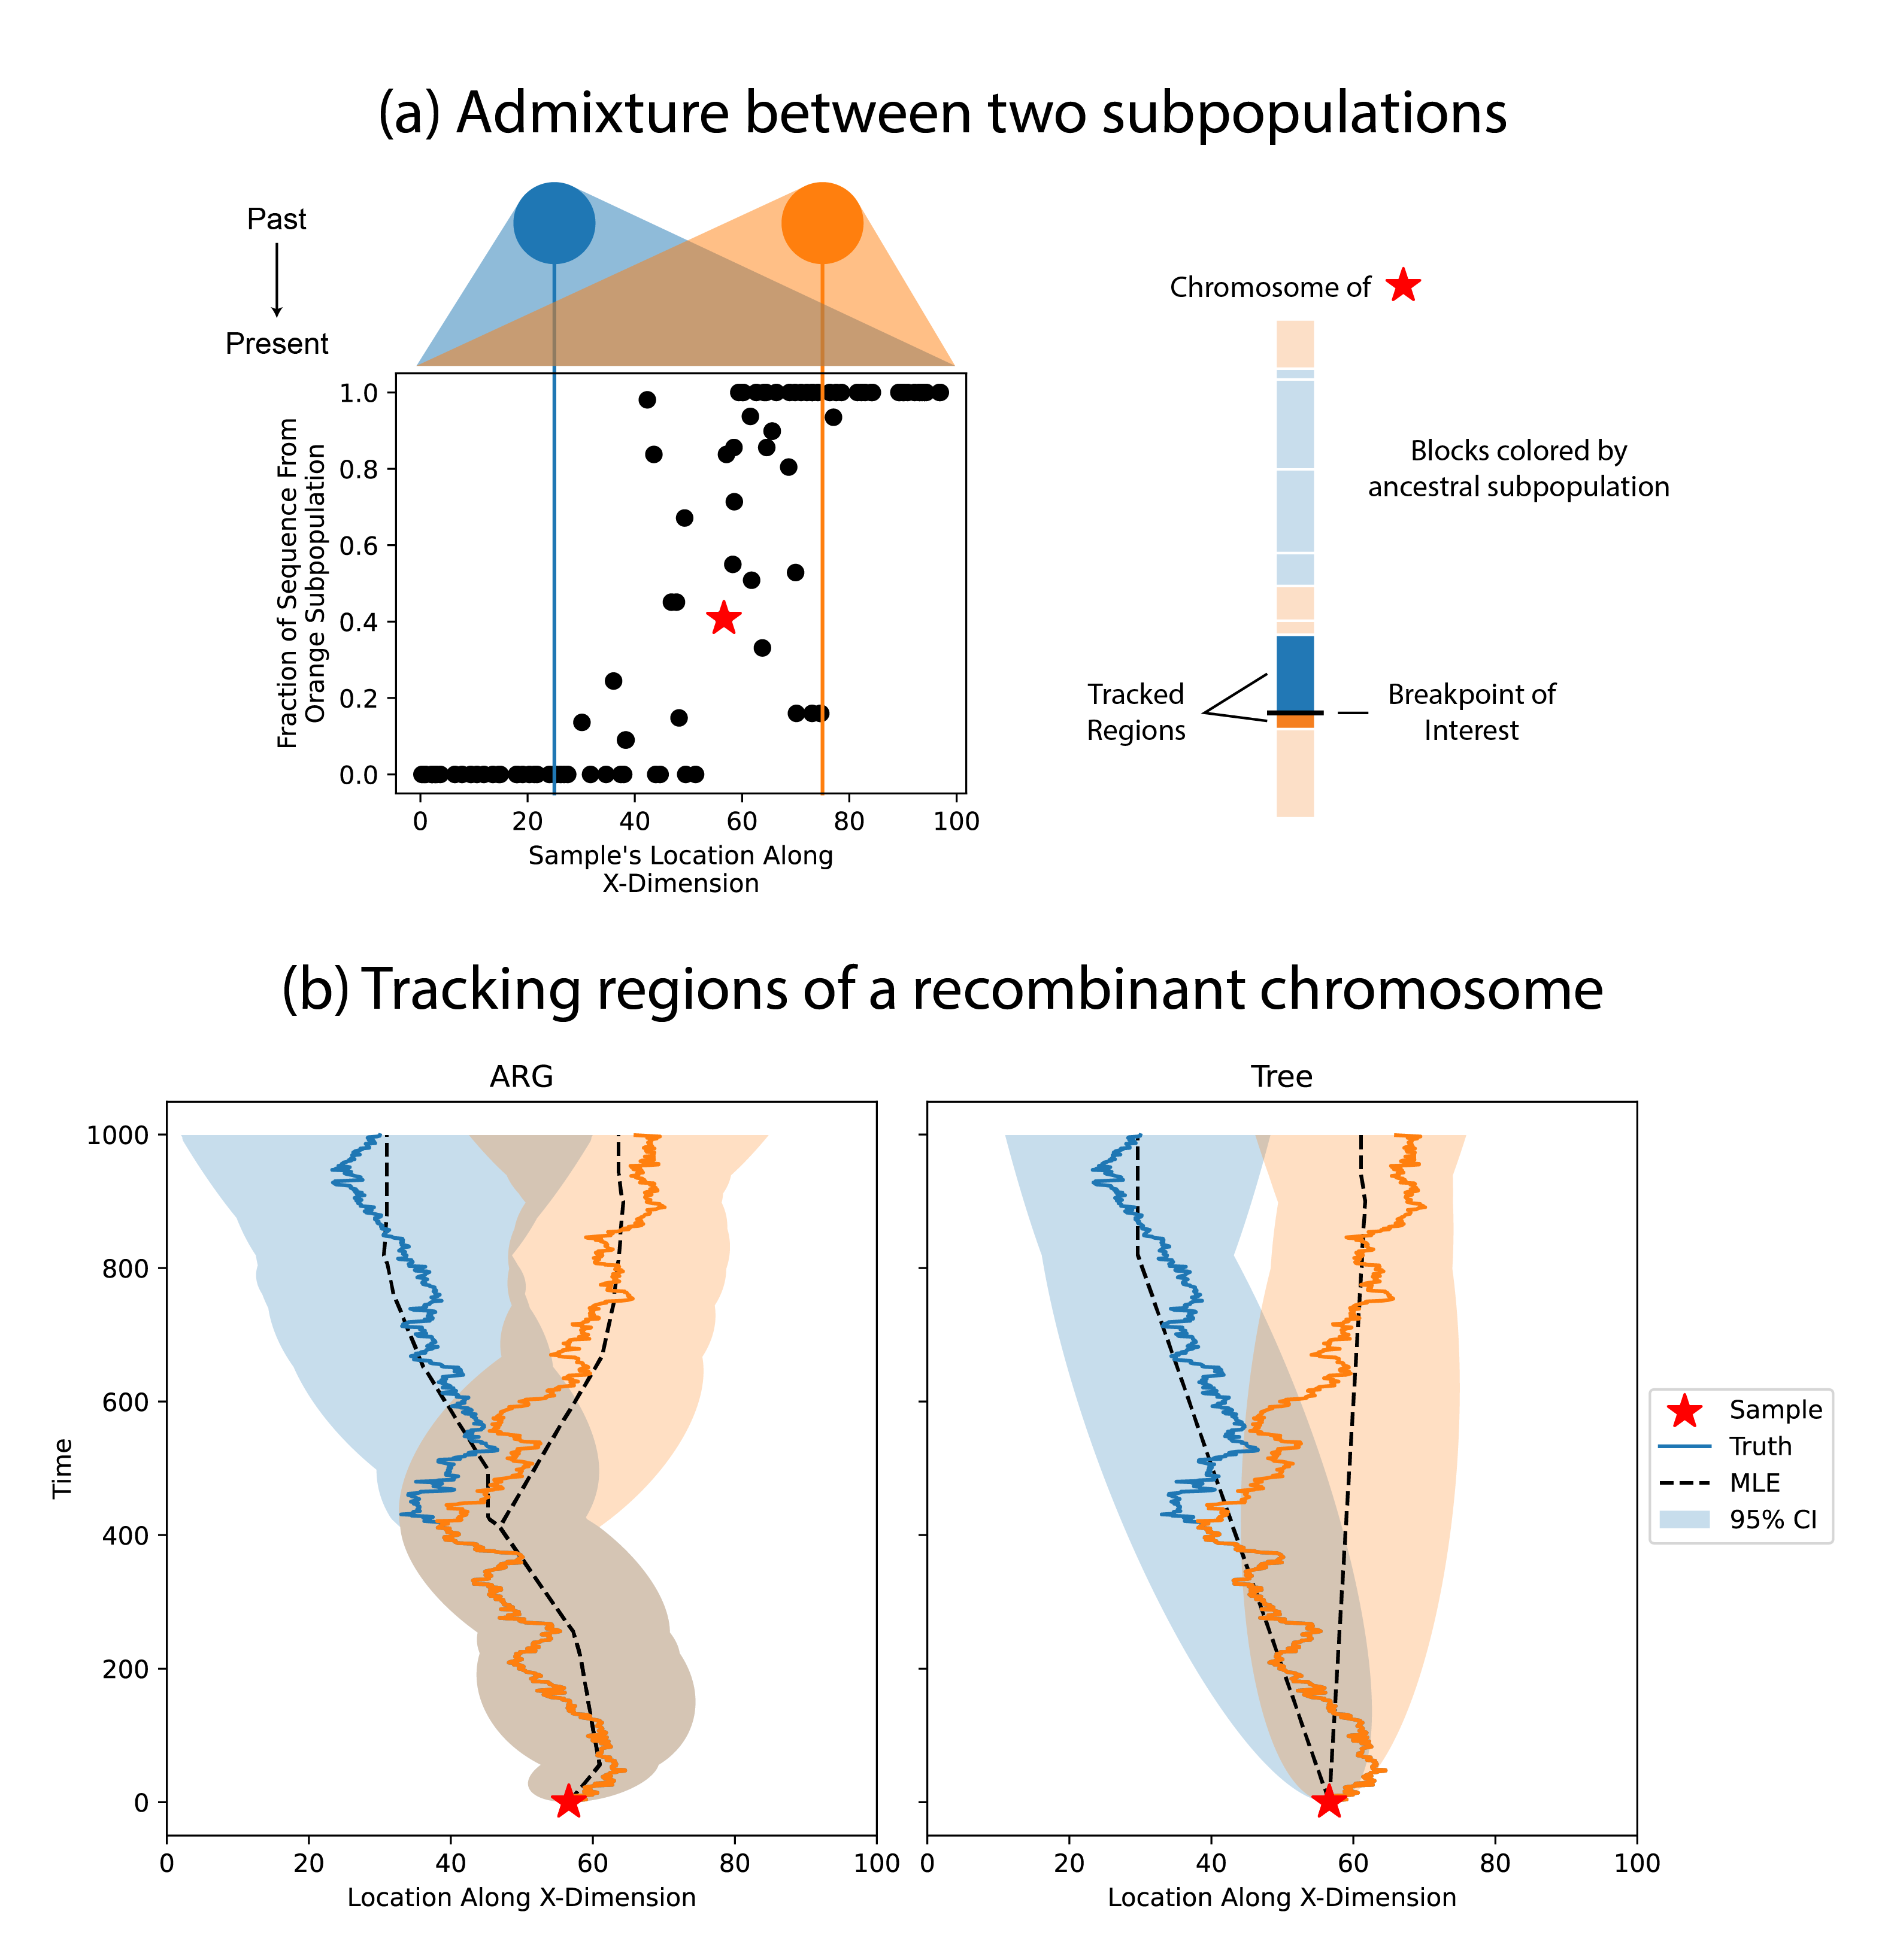 (a) Admixture between two subpopulations
Past
Present
Fraction of Sequence From
Orange Subpopulation
1.0
0.8
0.6
0.4
0.2
0.0
0 20 40 60 80 100
Sample's Location Along
X-Dimension
Chromosome of
Blocks colored by
ancestral subpopulation
Tracked
Regions
Breakpoint of
Interest
(b) Tracking regions of a recombinant chromosome
ARG
Time
1000
800
600
400
200
0
0 20 40 60 80 100
Location Along X-Dimension
Tree
0 20 40 60 80 100
Location Along X-Dimension
Sample
Truth
MLE
95% CI